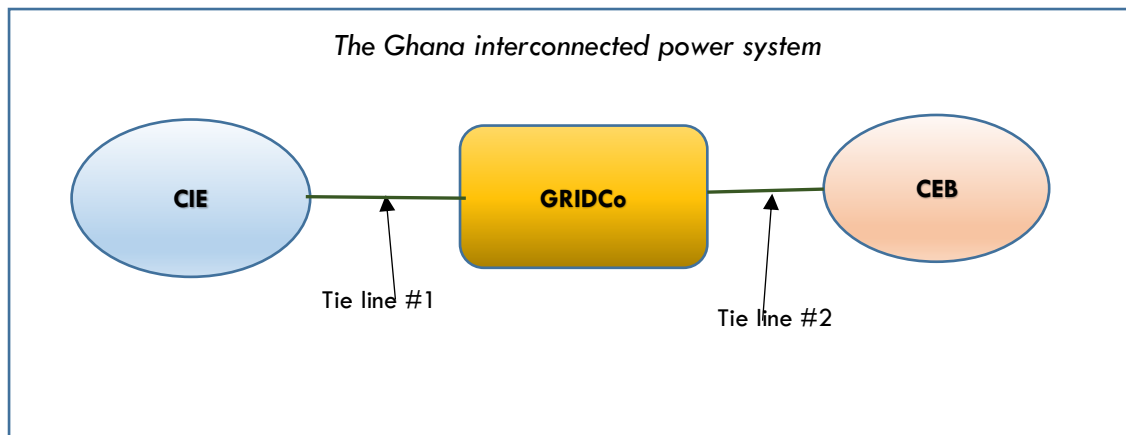 The Ghana interconnected power system
CIE
GRIDCo
CEB
Tie line #1
Tie line #2